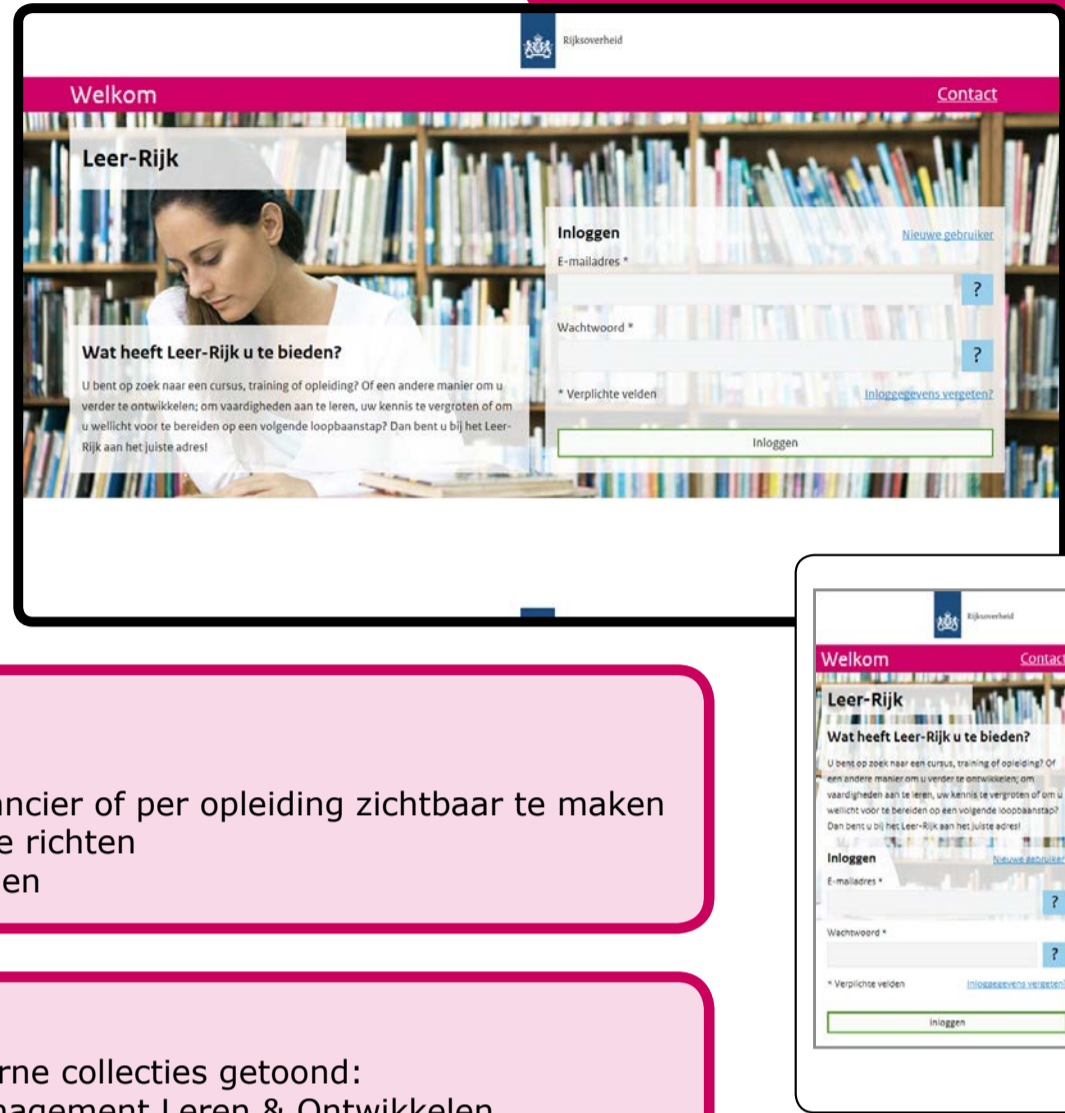 Rijksoverheid
Welkom
Contact
Leer-Rijk
Wat heeft Leer-Rijk u te bieden?
U bent op zoek naar een cursus, training of opleiding? Of een andere manier om u
verder te ontwikkelen; om vaardigheden aan te leren, uw kennis te vergroten of om
u wellicht voor te bereiden op een volgende loopbaanstap? Dan bent u bij het Leer-
Rijk aan het juiste adres!
Inloggen
Nieuwe gebruiker
E-mailadres *
?
Wachtwoord *
?
* Verplichte velden
Inloggegevens vergeten?
Inloggen
Rijksoverheid
Welkom
Contact
Leer-Rijk
Wat heeft Leer-Rijk u te bieden?
U bent op zoek naar een cursus, training of opleiding? Of
een andere manier om u verder te ontwikkelen; om
vaardigheden aan te leren, uw kennis te vergroten of om u
wellicht voor te bereiden op een volgende loopbaanstap?
Dan bent u bij het Leer-Rijk aan het juiste adres!
Inloggen
Nieuwe gebruiker
E-mailadres *
?
Wachtwoord *
?
* Verplichte velden
Inloggegevens vergeten?
Inloggen
ancier of per opleiding zichtbaar te maken
e richten
en
rne collecties getoond:
nagement Leren & Ontwikkelen